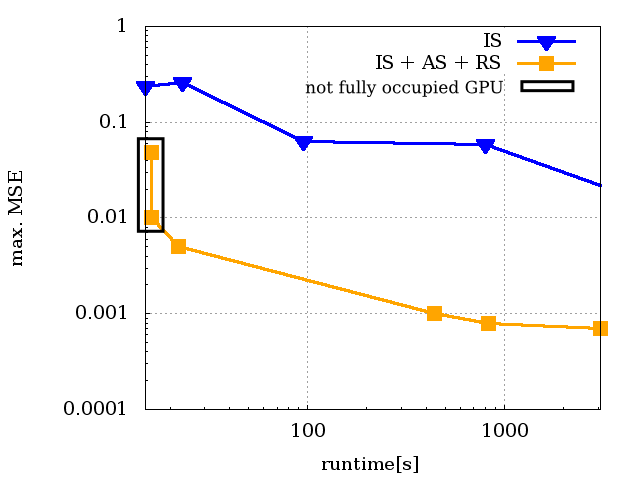 1
IS
IS + AS + RS
not fully occupied GPU
0.1
max. MSE
0.01
0.001
0.0001
100 1000
runtime[s]